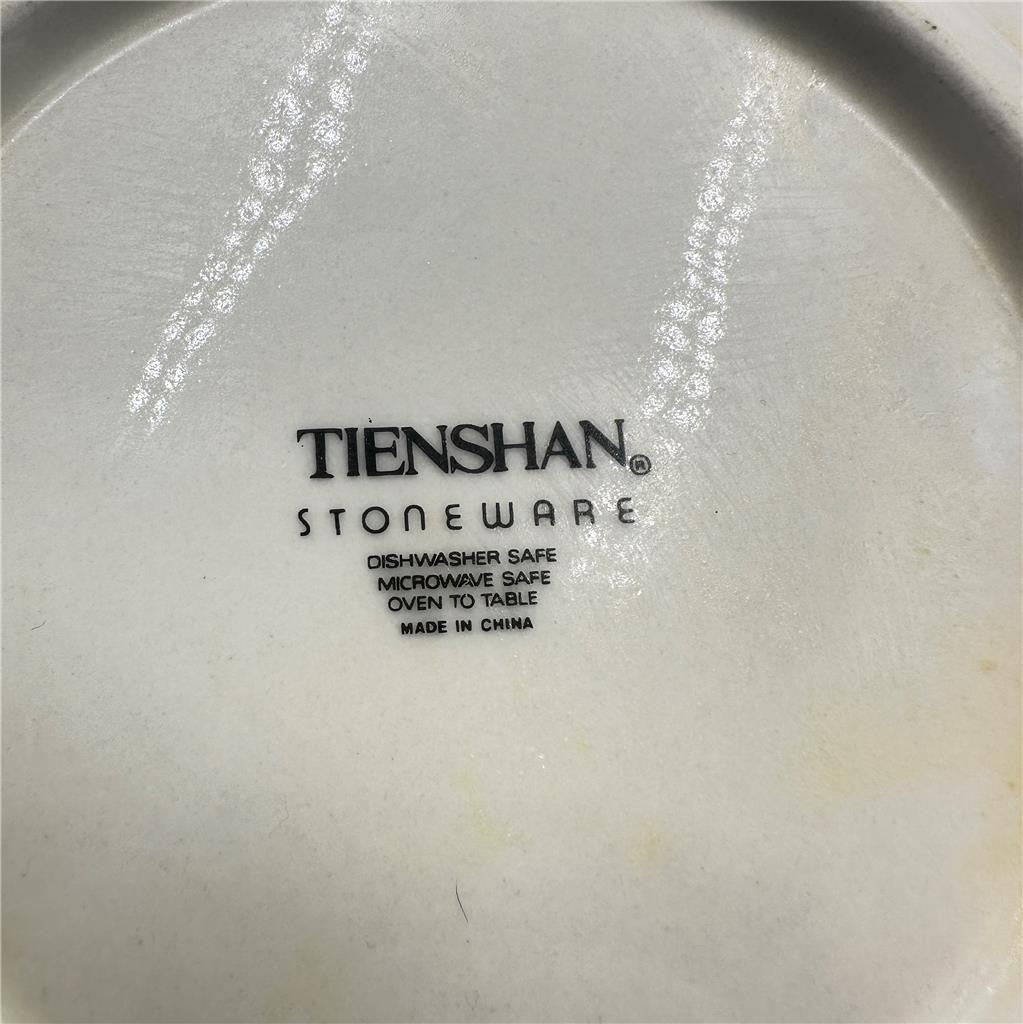 TIENSHAN®
STONEWARE
DISHWASHER SAFE
MICROWAVE SAFE
OVEN TO TABLE
MADE IN CHINA